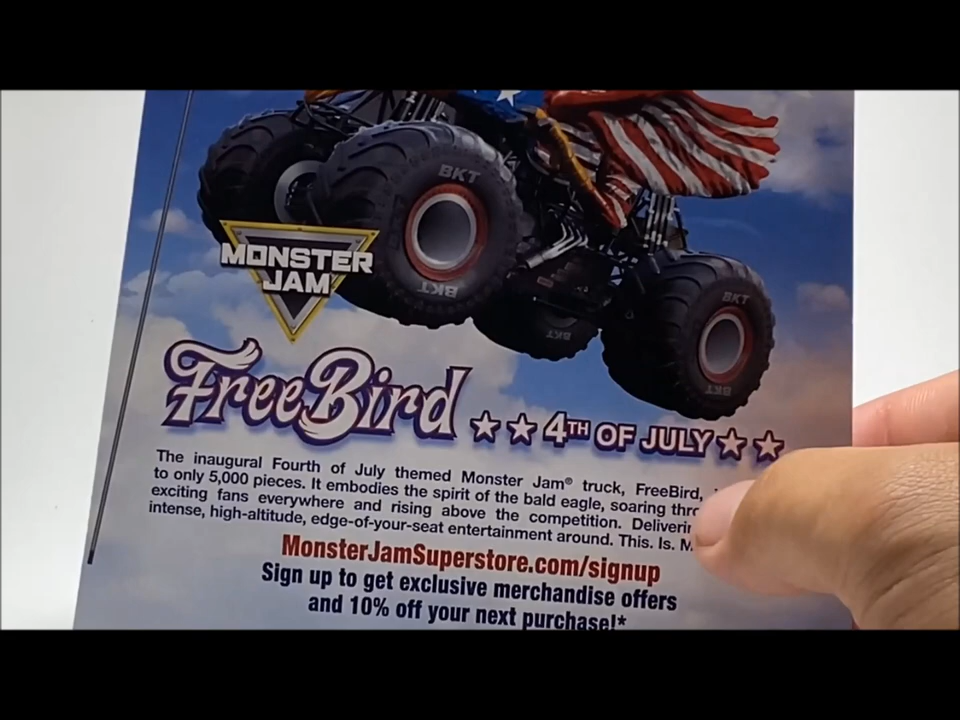 BKT
BKT
BKT
BKT
BKT
MONSTER
JAM
FreeBird ★ ★ 4TH OF JULY ★ ★
The inaugural Fourth of July themed Monster Jam® truck, FreeBird,
to only 5,000 pieces. It embodies the spirit of the bald eagle, soaring
exciting fans everywhere and rising above the competition.
intense, high-altitude, edge-of-your-seat entertainment around. This. Is.
MonsterJamSuperstore.com/signup
Sign up to get exclusive merchandise offers
and 10% off your next purchase!*